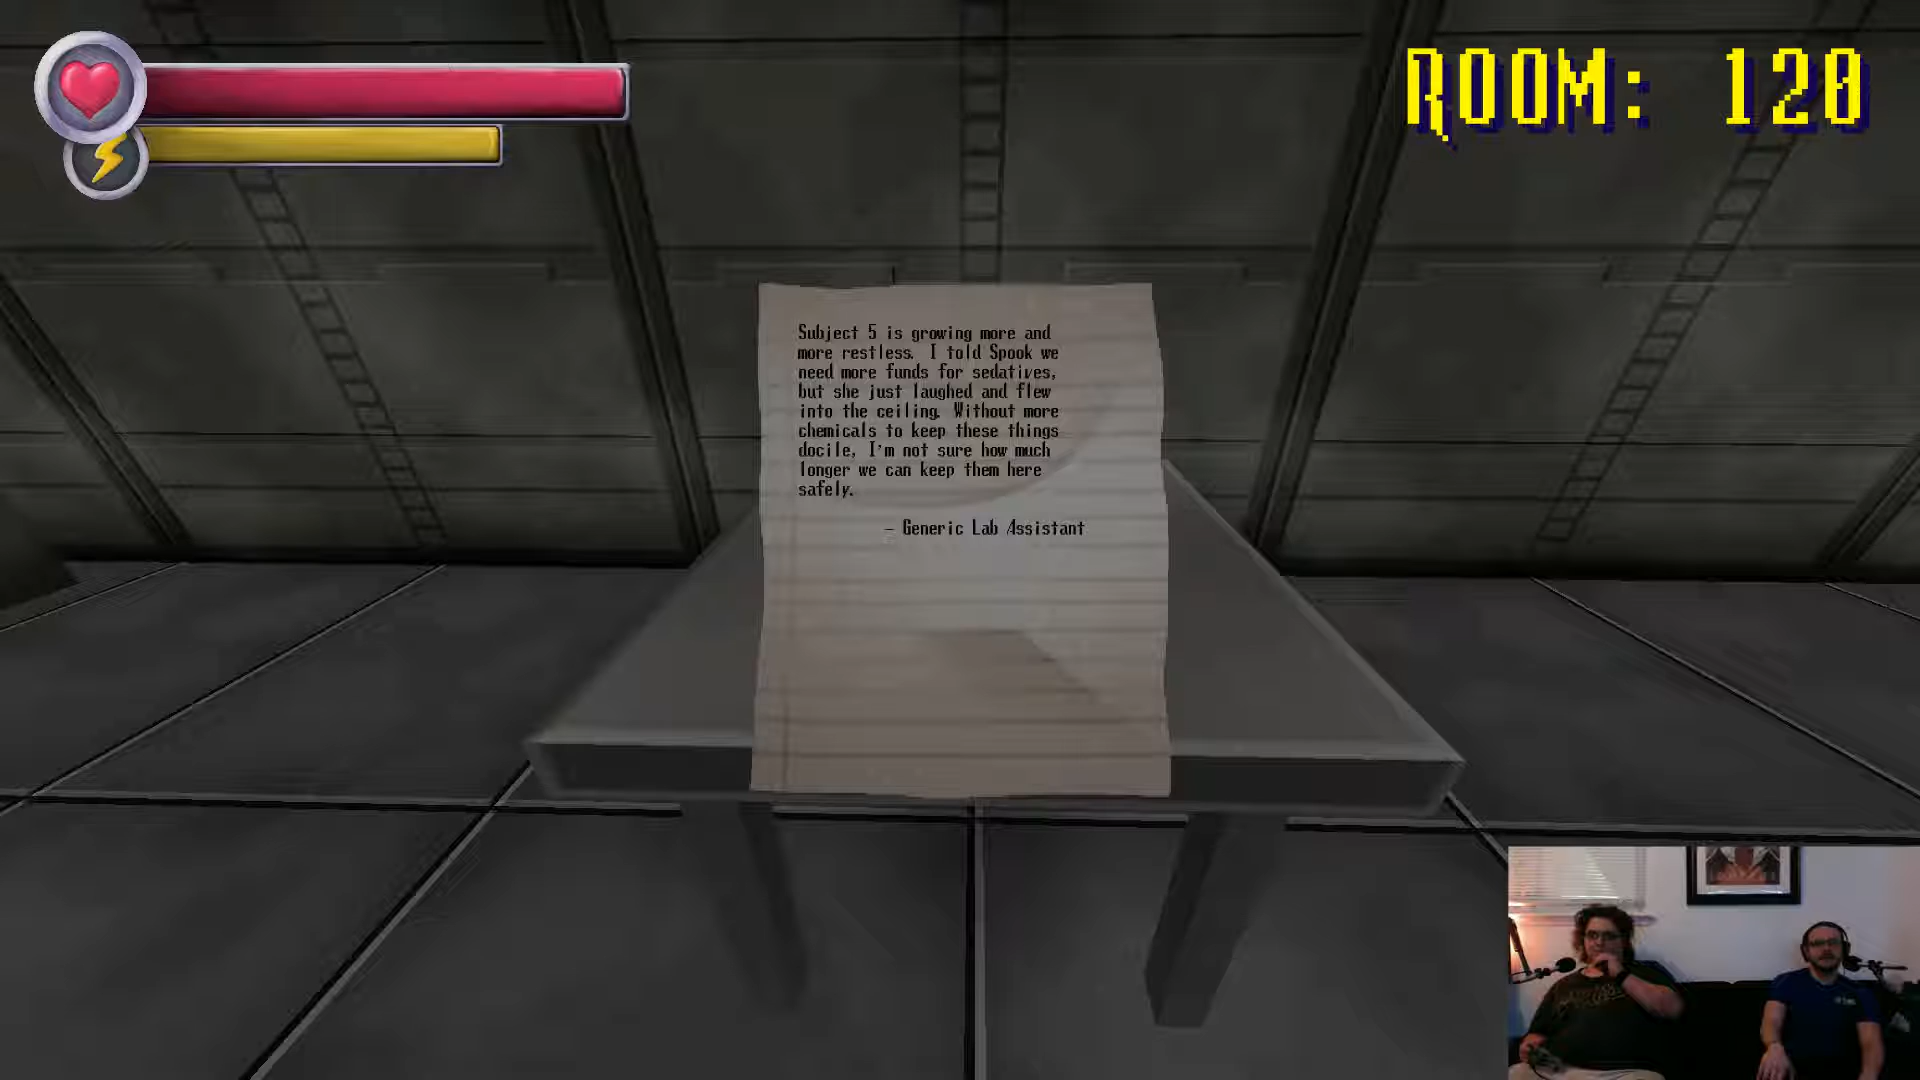 ROOM: 120
Subject 5 is growing more and
more restless. I told Spook we
need more funds for sedatives,
but she just laughed and flew
into the ceiling. Without more
chemicals to keep these things
docile, I'm not sure how much
longer we can keep them here
safely.
- Generic Lab Assistant